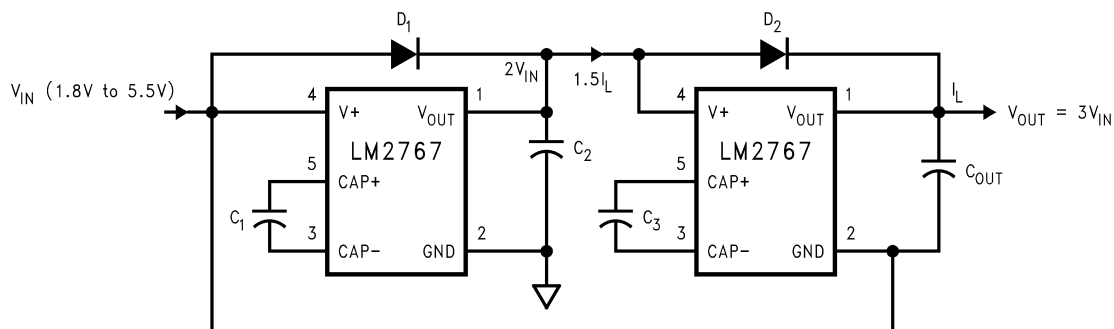 D1
D2
2VIN
1.5IL
VIN (1.8V to 5.5V)
4
V+
VOUT
1
LM2767
5
CAP+
3
CAP-
GND
2
C1
C2
4
V+
VOUT
1
LM2767
5
CAP+
3
CAP-
GND
2
C3
IL
VOUT = 3VIN
COUT